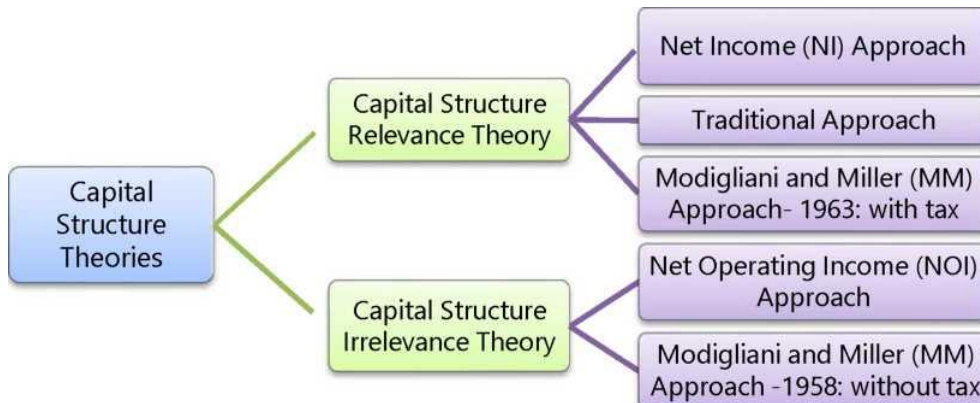 Capital
Structure
Theories
Capital Structure
Relevance Theory
Net Income (NI) Approach
Traditional Approach
Modigliani and Miller (MM)
Approach- 1963: with tax
Capital Structure
Irrelevance Theory
Net Operating Income (NOI)
Approach
Modigliani and Miller (MM)
Approach -1958: without tax